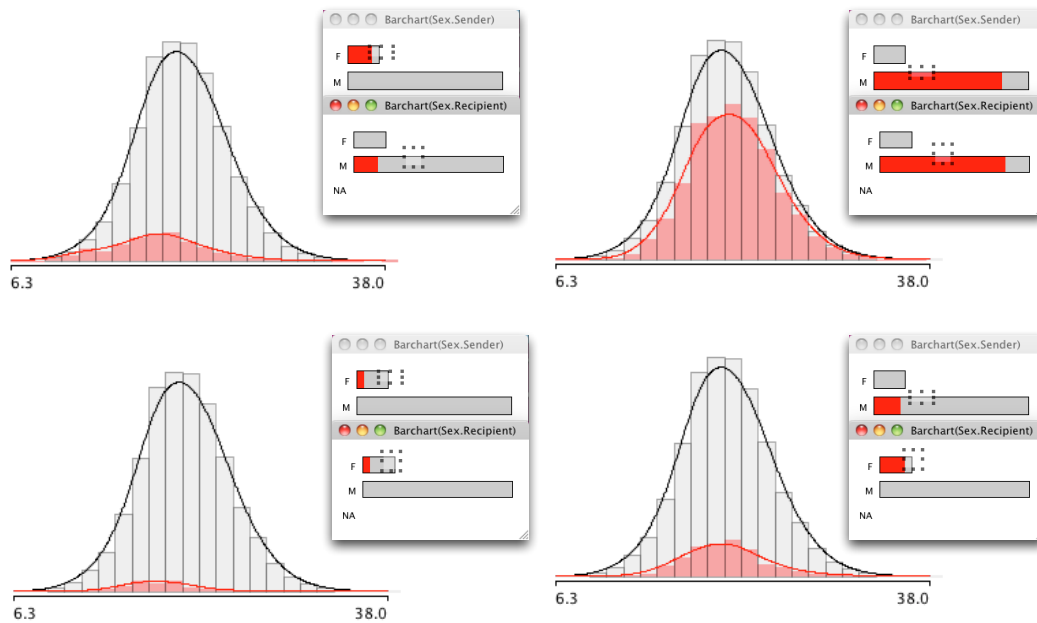 Barchart(Sex.Sender)
F
M
Barchart(Sex.Recipient)
F
M
NA
6.3 38.0
Barchart(Sex.Sender)
F
M
Barchart(Sex.Recipient)
F
M
NA
6.3 38.0
Barchart(Sex.Sender)
F
M
Barchart(Sex.Recipient)
F
M
NA
6.3 38.0
Barchart(Sex.Sender)
F
M
Barchart(Sex.Recipient)
F
M
NA
6.3 38.0